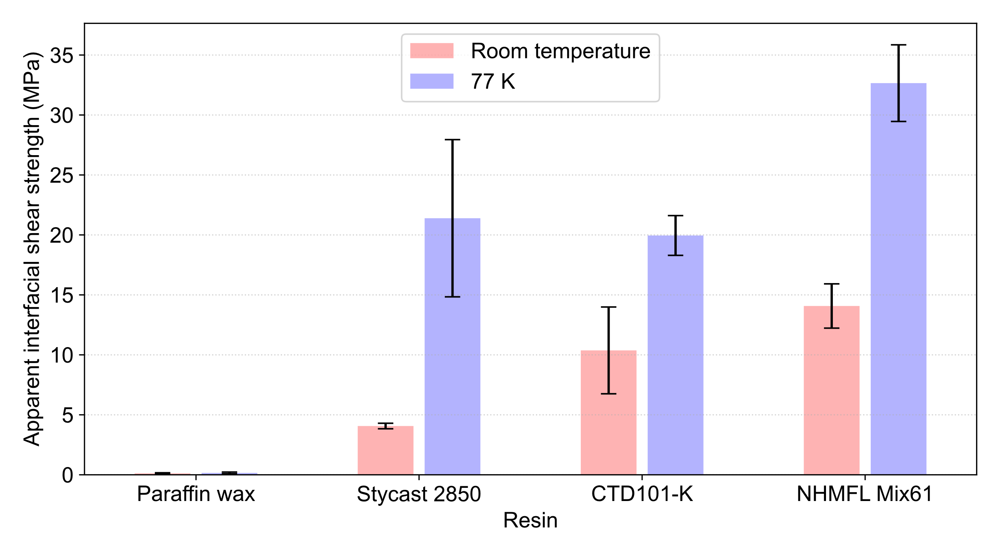 Apparent interfacial shear strength (MPa)
35
30
25
20
15
10
5
0
Room temperature
77 K
Paraffin wax
Stycast 2850
CTD101-K
NHMFL Mix61
Resin